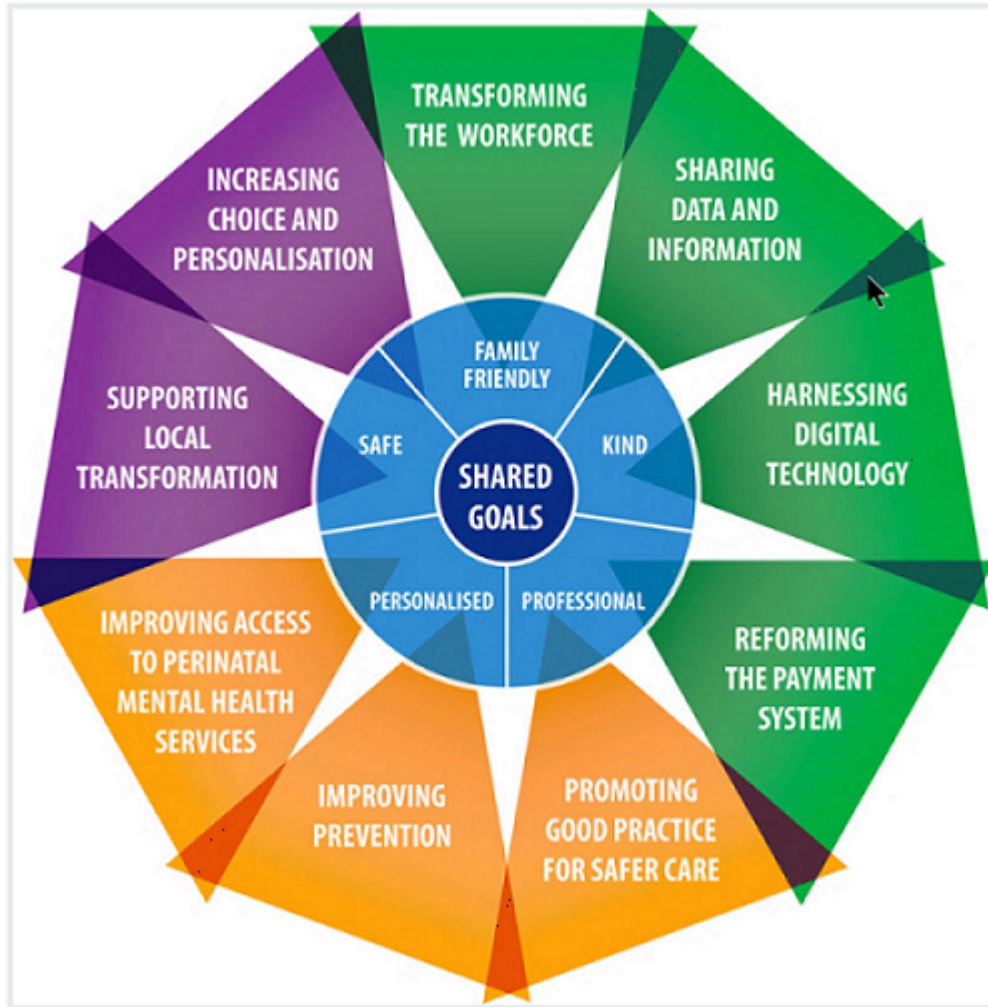 TRANSFORMING
THE WORKFORCE
SHARING
DATA AND
INFORMATION
HARNESSING
DIGITAL
TECHNOLOGY
REFORMING
THE PAYMENT
SYSTEM
PROMOTING
GOOD PRACTICE
FOR SAFER CARE
IMPROVING
PREVENTION
IMPROVING ACCESS
TO PERINATAL
MENTAL HEALTH
SERVICES
SUPPORTING
LOCAL
TRANSFORMATION
INCREASING
CHOICE AND
PERSONALISATION
FAMILY
FRIENDLY
KIND
PROFESSIONAL
PERSONALISED
SAFE
SHARED
GOALS